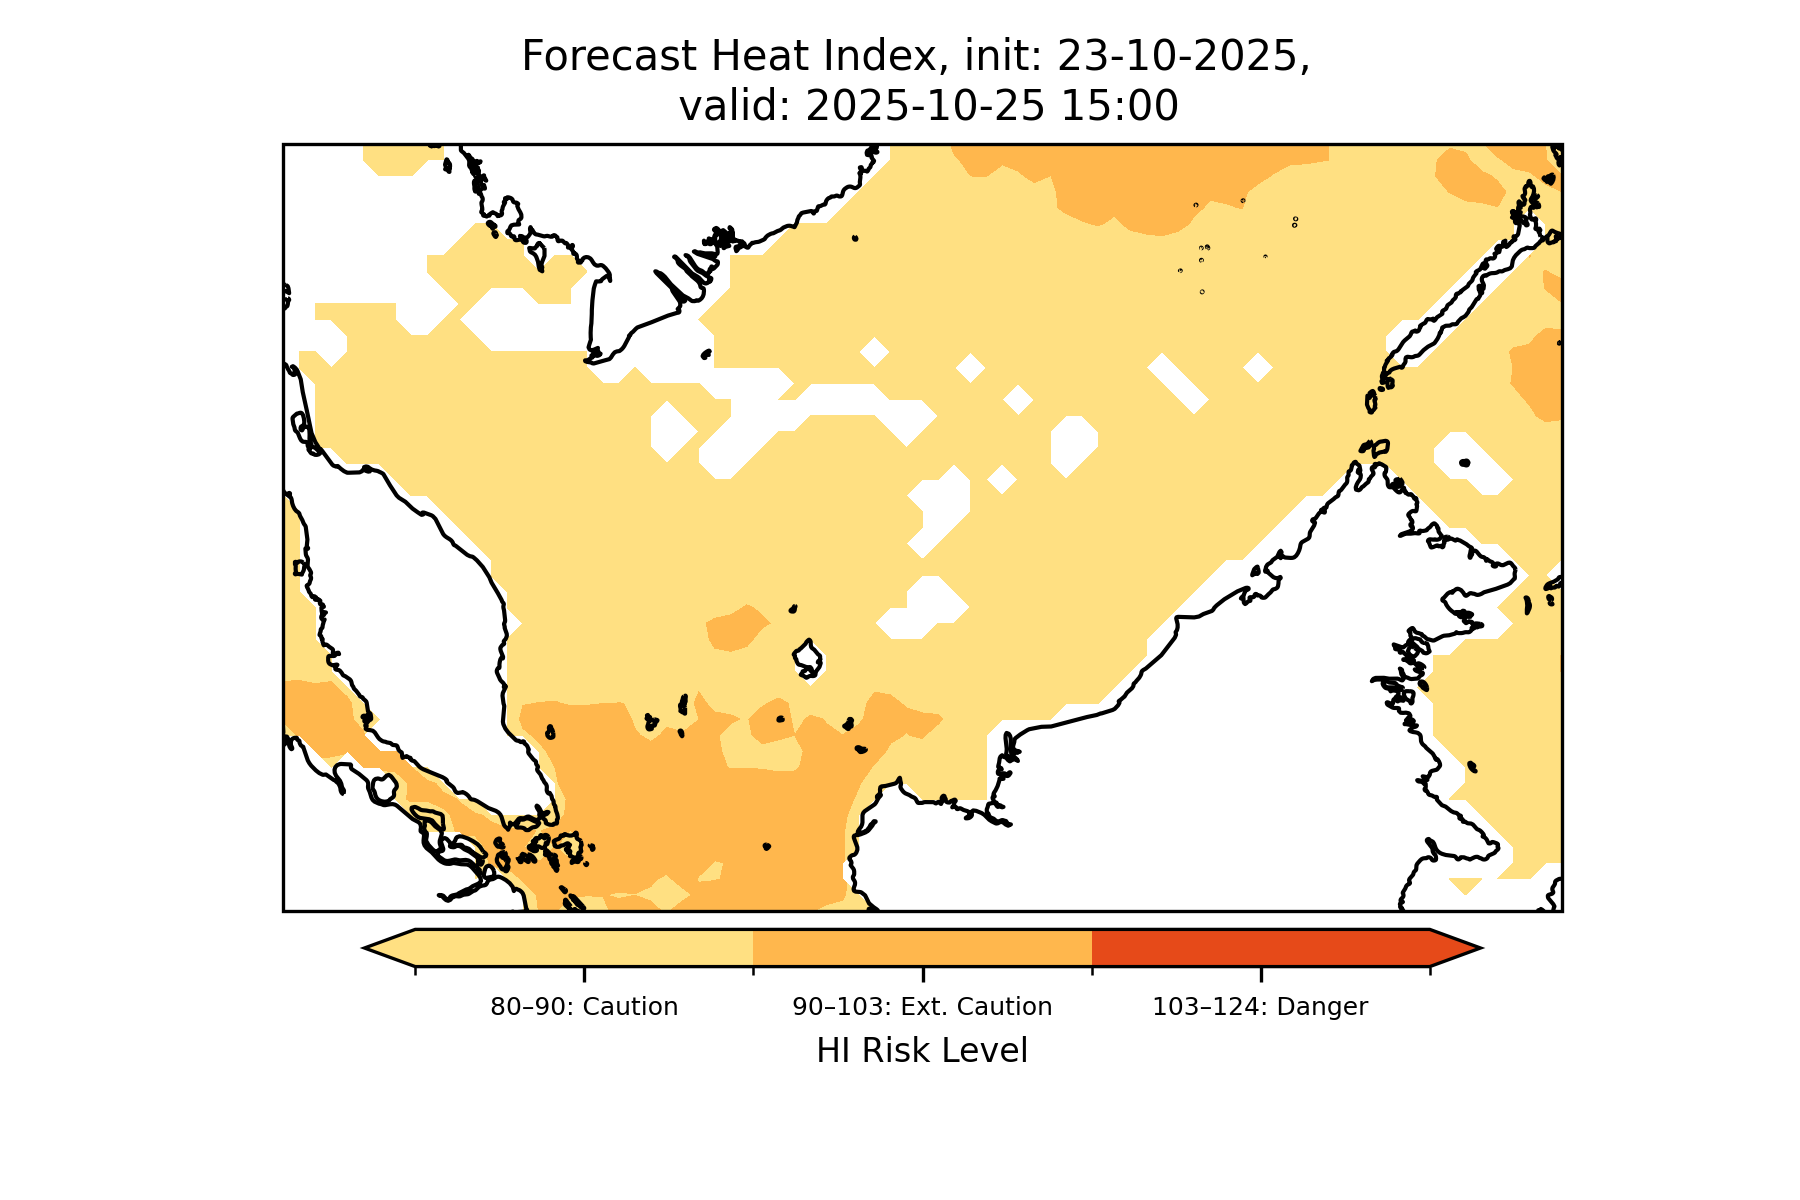 Forecast Heat Index, init: 23-10-2025,
valid: 2025-10-25 15:00
80–90: Caution
90–103: Ext. Caution
103–124: Danger
HI Risk Level